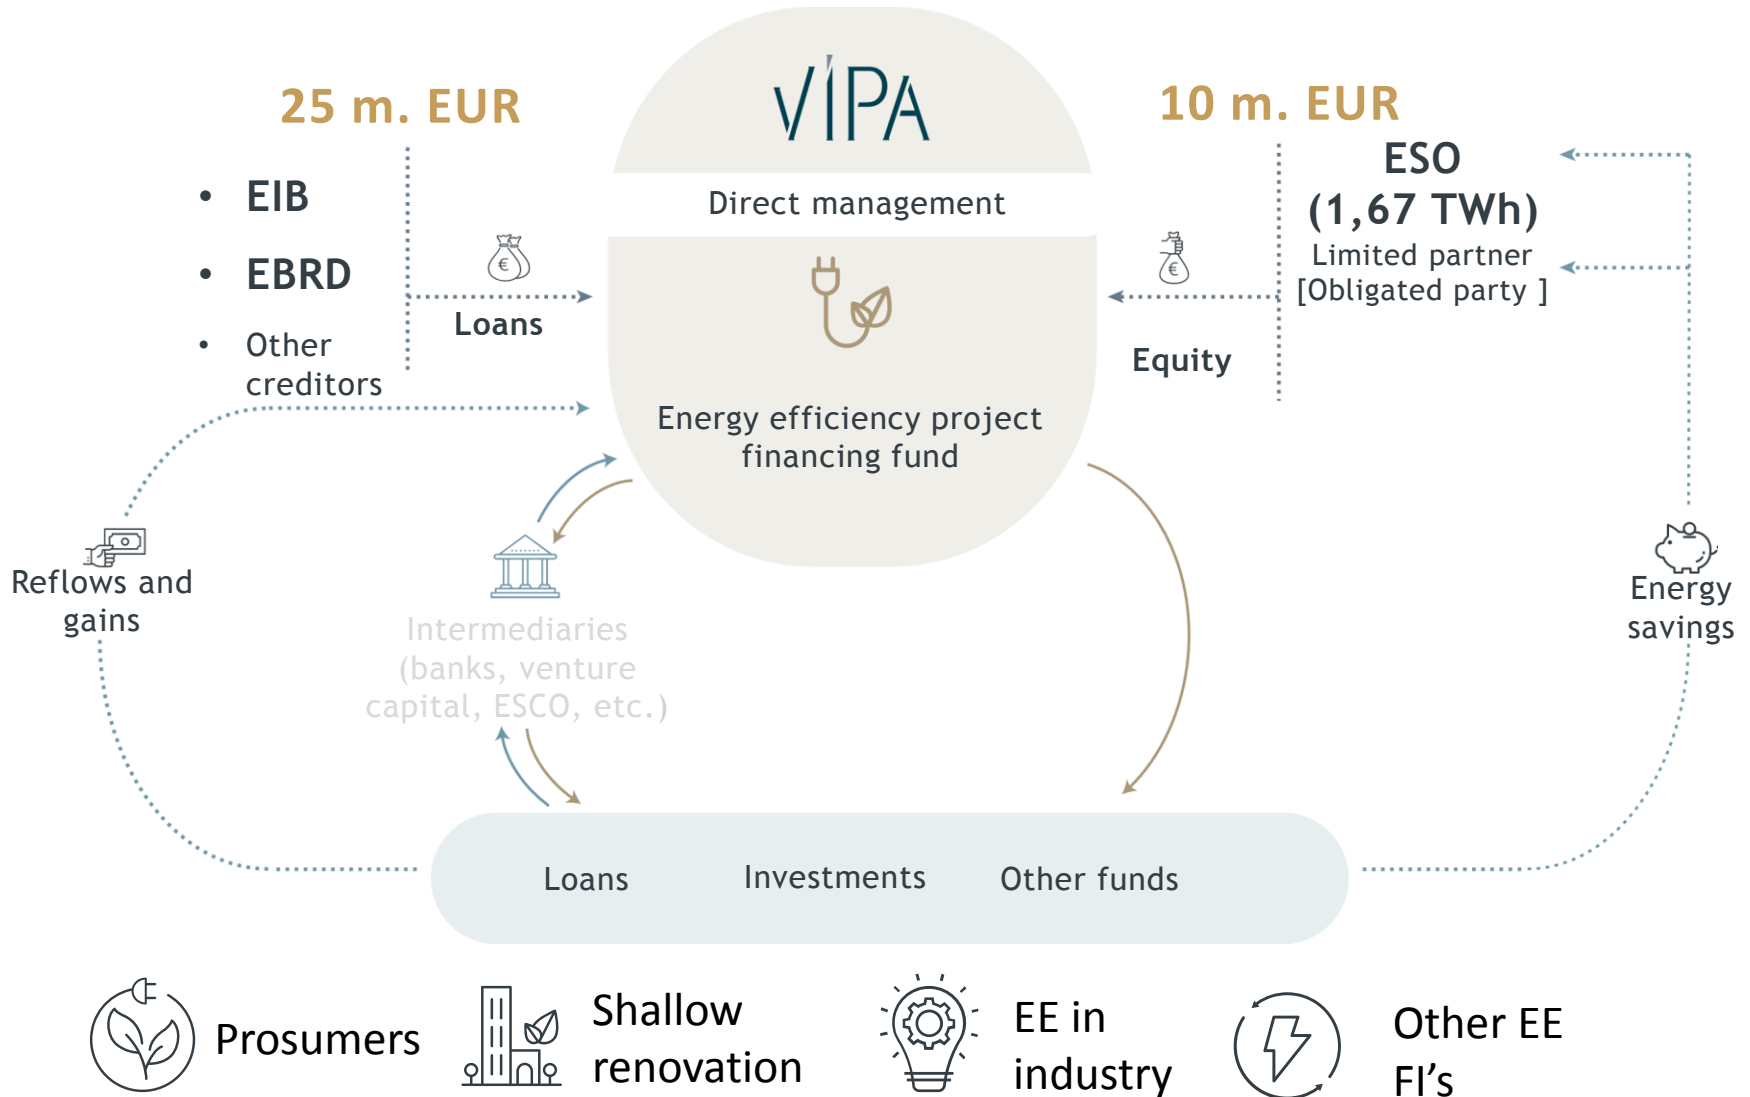 VIPA
25 m. EUR
10 m. EUR
• EIB
• EBRD
• Other
creditors
Loans
€
Direct management
€
Equity
ESO
(1,67 TWh)
Limited partner
[Obligated party ]
Energy efficiency project
financing fund
Reflows and
gains
Intermediaries
(banks, venture
capital, ESCO, etc.)
Energy
savings
Loans
Investments
Other funds
Prosumers
Shallow
renovation
EE in
industry
Other EE
FI’s